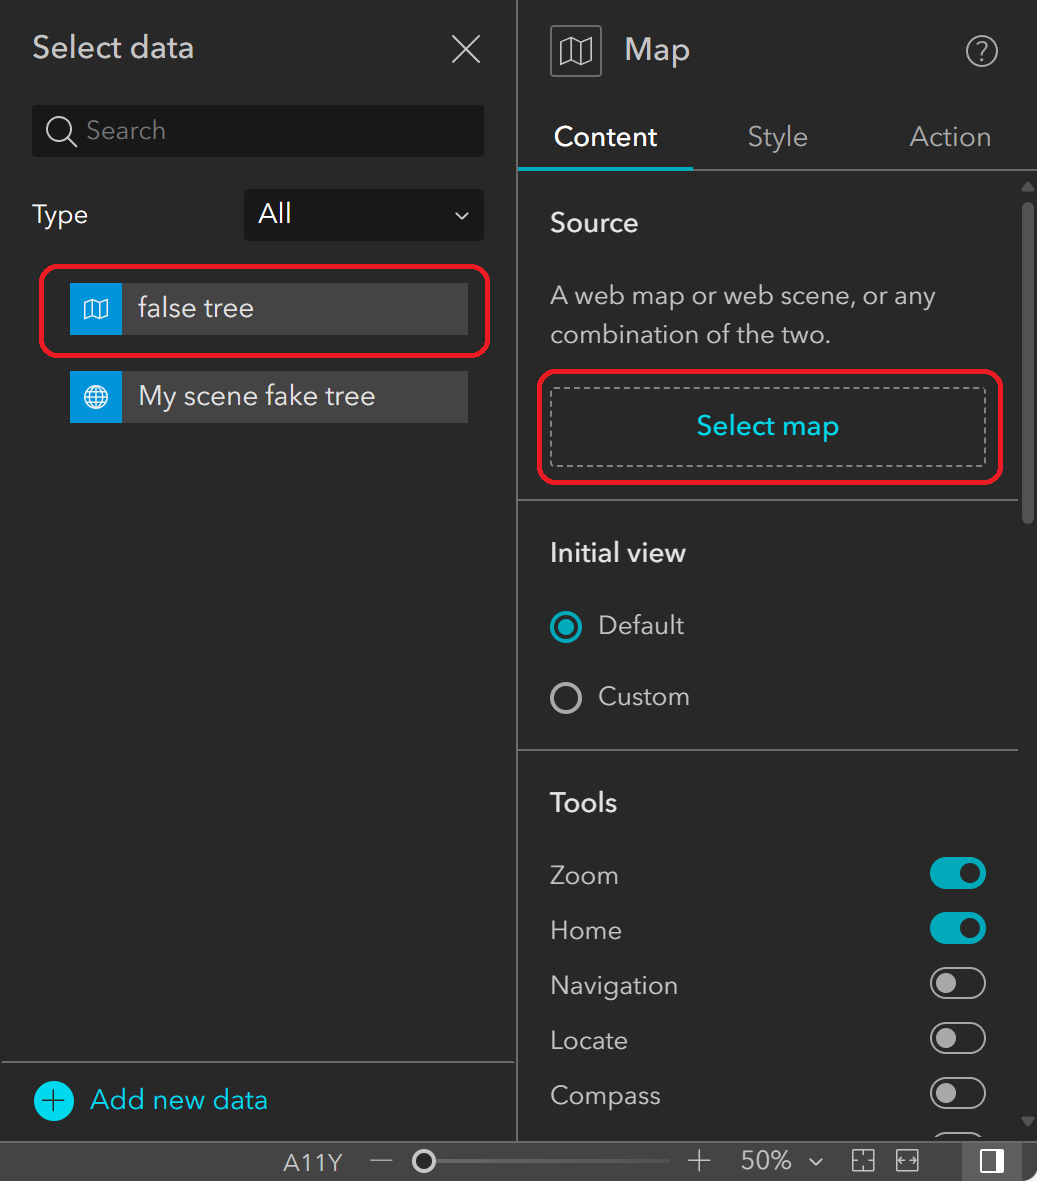 Select data
Search
Type
All
false tree
My scene fake tree
Add new data
Map
?
Content
Style
Action
Source
A web map or web scene, or any
combination of the two.
Select map
Initial view
Default
Custom
Tools
Zoom
Home
Navigation
Locate
Compass
A11Y
50%